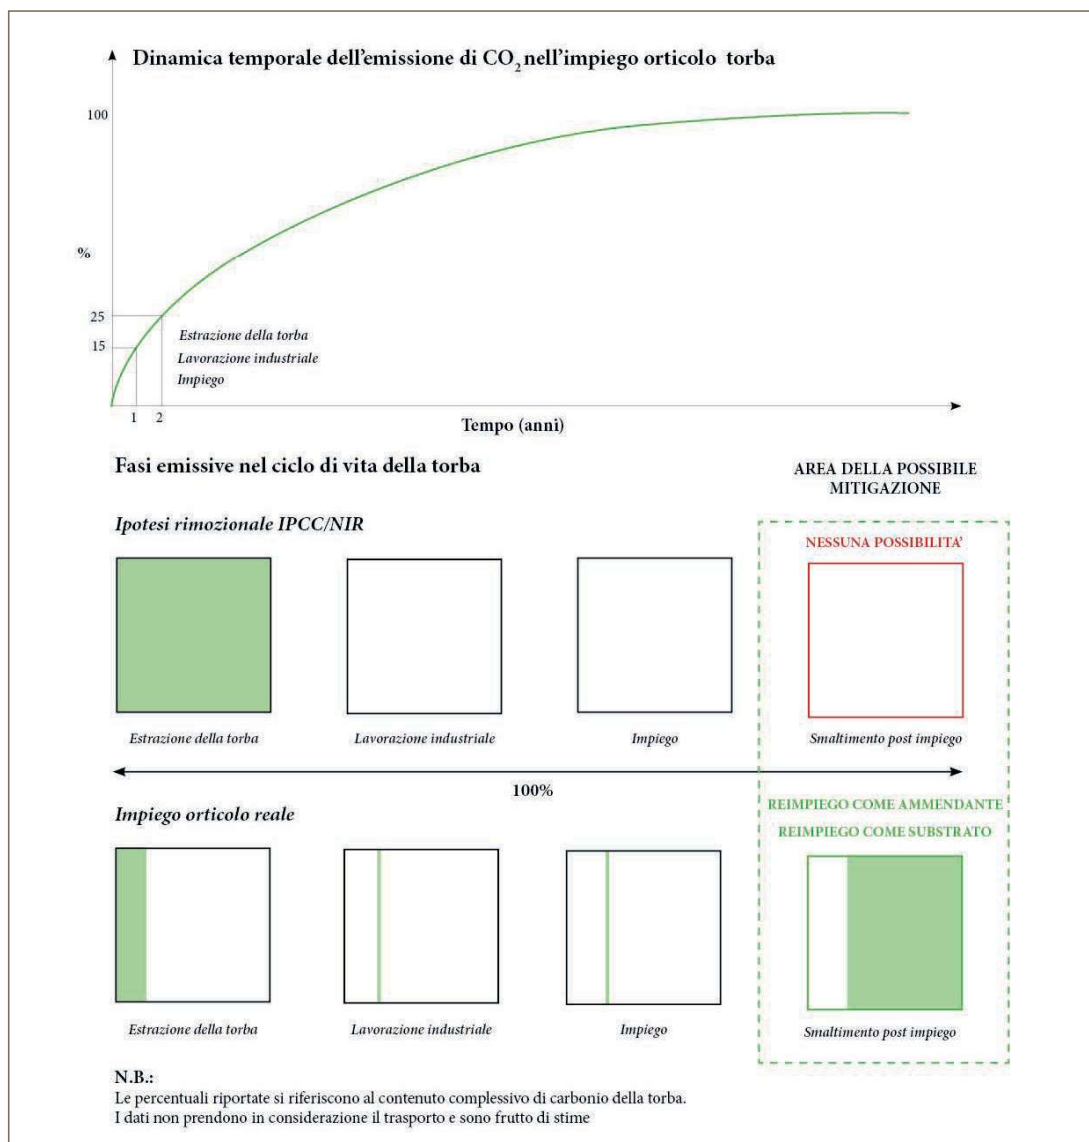 Dinamica temporale dell'emissione di CO₂ nell'impiego orticolo torba
100
%
25
15
Estrazione della torba
Lavorazione industriale
Impiego
1 2
Tempo (anni)
Fasi emissive nel ciclo di vita della torba
AREA DELLA POSSIBILE
MITIGAZIONE
Ipotesi rimozionale IPCC/NIR
NESSUNA POSSIBILITA'
Estrazione della torba
Lavorazione industriale
Impiego
Smaltimento post impiego
100%
Impiego orticolo reale
REIMPIEGO COME AMMENDANTE
REIMPIEGO COME SUBSTRATO
Estrazione della torba
Lavorazione industriale
Impiego
Smaltimento post impiego
N.B.:
Le percentuali riportate si riferiscono al contenuto complessivo di carbonio della torba.
I dati non prendono in considerazione il trasporto e sono frutto di stime